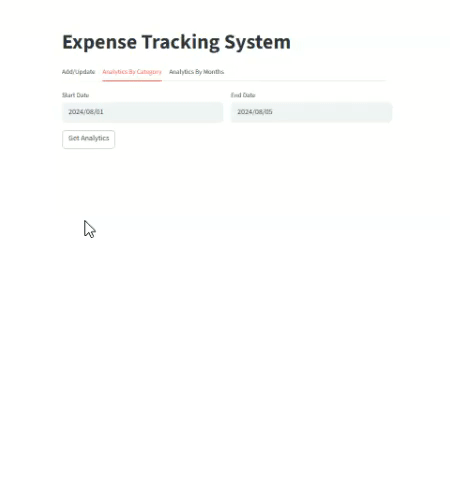 Expense Tracking System
Add/Update Analytics By Category Analytics By Months
Start Date End Date
2024/08/01 2024/08/05
Get Analytics